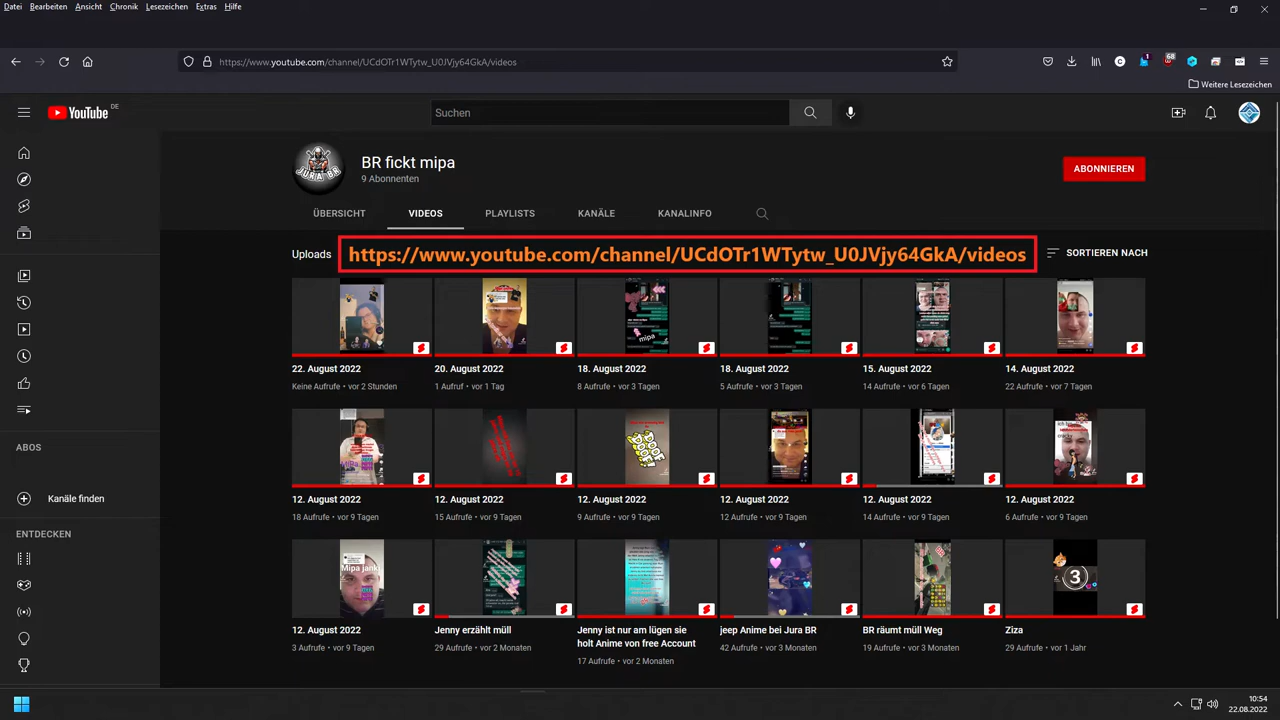 Datei Bearbeiten Ansicht Chronik Lesezeichen Extras Hilfe
https://www.youtube.com/channel/UCdOTr1WTytw_U0JVjy64GkA/videos
1 68
Weitere Lesezeichen
YouTube DE
Suchen
JURA BR
BR fickt mipa
9 Abonnenten
ABONNIEREN
ÜBERSICHT VIDEOS PLAYLISTS KANÄLE KANALINFO
Uploads https://www.youtube.com/channel/UCdOTr1WTytw_U0JVjy64GkA/videos SORTIEREN NACH
mipa
22. August 2022 20. August 2022 18. August 2022 18. August 2022 15. August 2022 14. August 2022
Keine Aufrufe • vor 2 Stunden 1 Aufruf • vor 1 Tag 8 Aufrufe • vor 3 Tagen 5 Aufrufe • vor 3 Tagen 14 Aufrufe • vor 6 Tagen 22 Aufrufe • vor 7 Tagen
ABOS
Kanäle finden
12. August 2022 12. August 2022 12. August 2022 12. August 2022 12. August 2022 12. August 2022
18 Aufrufe • vor 9 Tagen 15 Aufrufe • vor 9 Tagen 9 Aufrufe • vor 9 Tagen 12 Aufrufe • vor 9 Tagen 14 Aufrufe • vor 9 Tagen 6 Aufrufe • vor 9 Tagen
ENTDECKEN
Mipa jank
3
12. August 2022 Jenny erzählt müll Jenny ist nur am lügen sie jeep Anime bei Jura BR BR räumt müll Weg Ziza
holt Anime von free Account
3 Aufrufe • vor 9 Tagen 29 Aufrufe • vor 2 Monaten 42 Aufrufe • vor 3 Monaten 19 Aufrufe • vor 3 Monaten 29 Aufrufe • vor 1 Jahr
17 Aufrufe • vor 2 Monaten
10:54
22.08.2022